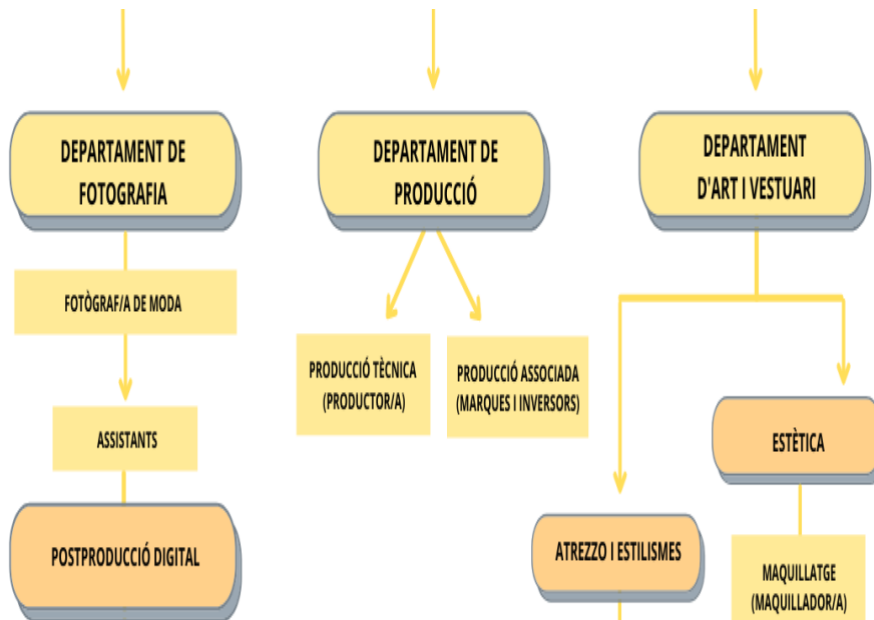 DEPARTAMENT DE
FOTOGRAFIA
DEPARTAMENT DE
PRODUCCIÓ
DEPARTAMENT
D'ART I VESTUARI
FOTÒGRAF/A DE MODA
PRODUCCIÓ TÈCNICA
(PRODUCTOR/A)
PRODUCCIÓ ASSOCIADA
(MARQUES I INVERSORS)
ASSISTANTS
ESTÈTICA
POSTPRODUCCIÓ DIGITAL
ATREZZO I ESTILISMES
MAQUILLATGE
(MAQUILLADOR/A)